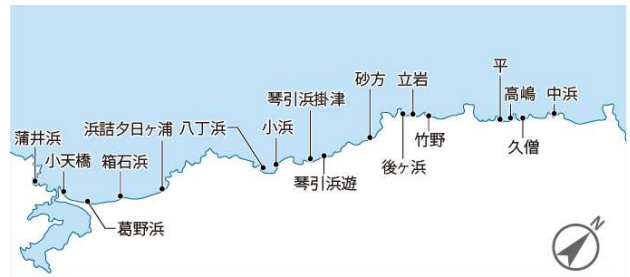 蒲井浜
小天橋
葛野浜
箱石浜
浜詰夕日ヶ浦
八丁浜
小浜
琴引浜掛津
琴引浜遊
砂方
後ヶ浜
立岩
竹野
平
高嶋
久僧
中浜
N